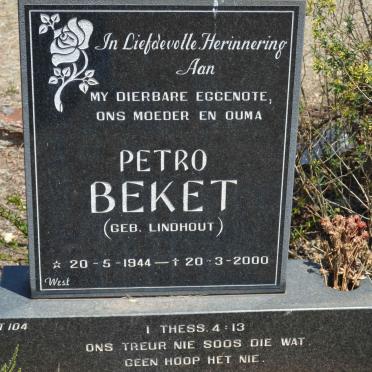 In Liefdevolle Herinnering
Aan
MY DIERBARE EGGENOTE,
ONS MOEDER EN OUMA
PETRO
BEKET
(GEB. LINDHOUT)
☆ 20-5-1944 — † 20-3-2000
West
104
I THESS. 4:13
ONS TREUR NIE SOOS DIE WAT
GEEN HOOP HET NIE.